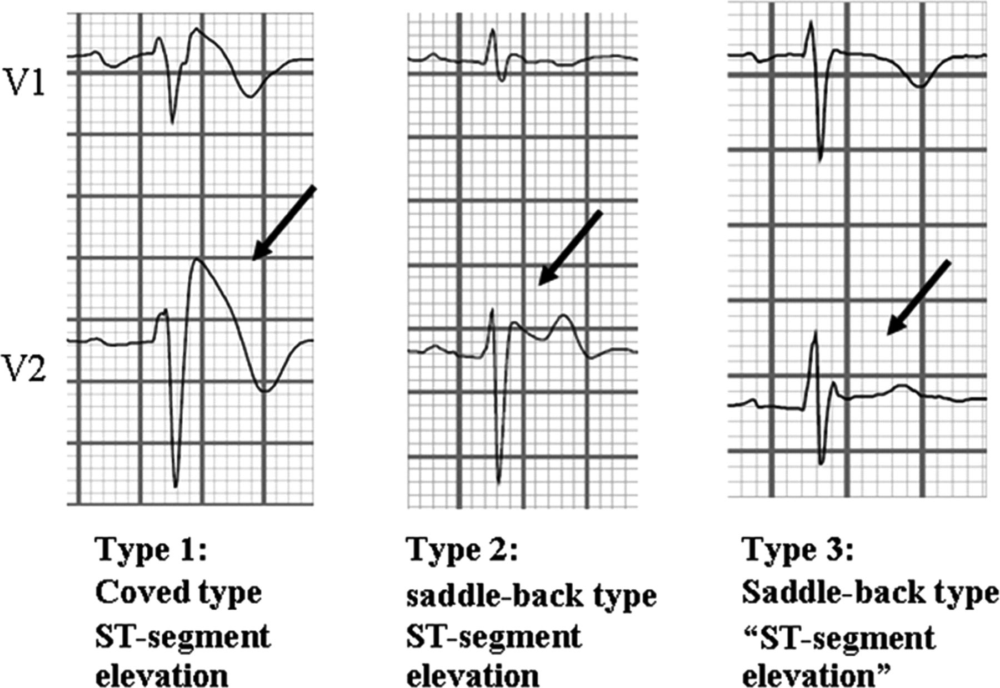 V1
V2
Type 1:
Coved type
ST-segment
elevation
Type 2:
saddle-back type
ST-segment
elevation
Type 3:
Saddle-back type
“ST-segment
elevation”